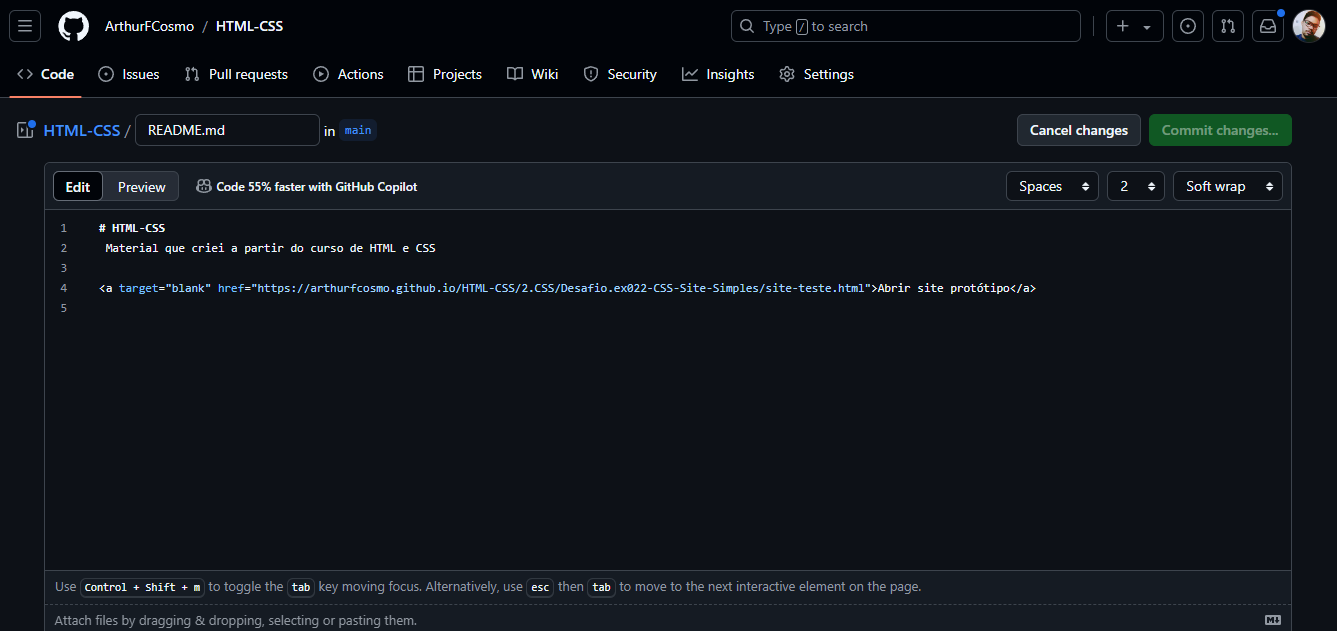 ArthurFCosmo / HTML-CSS
Type / to search
Code Issues Pull requests Actions Projects Wiki Security Insights Settings
HTML-CSS / README.md in main
Cancel changes Commit changes...
Edit Preview Code 55% faster with GitHub Copilot Spaces 2 Soft wrap
1 # HTML-CSS
2 Material que criei a partir do curso de HTML e CSS
3
4 <a target="blank" href="https://arthurfcosmo.github.io/HTML-CSS/2.CSS/Desafio.ex022-CSS-Site-Simples/site-teste.html">Abrir site protótipo</a>
5
Use Control + Shift + m to toggle the tab key moving focus. Alternatively, use esc then tab to move to the next interactive element on the page.
Attach files by dragging & dropping, selecting or pasting them.